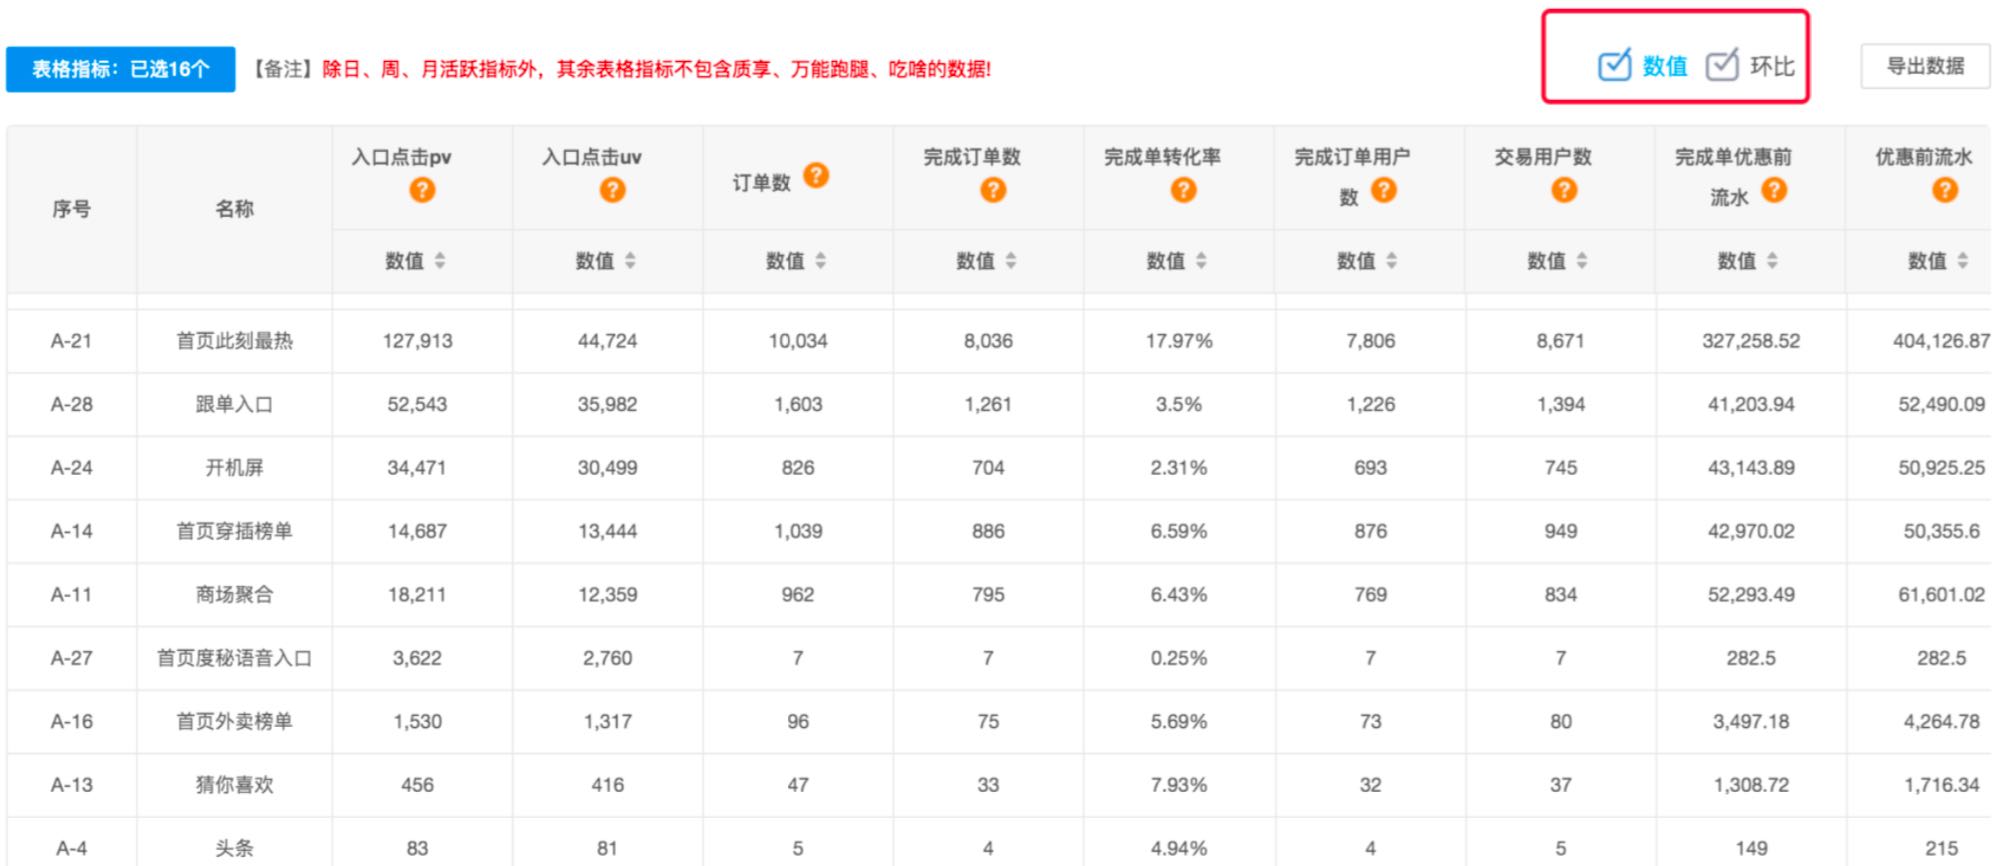 表格指标：已选16个 【备注】除日、周、月活跃指标外，其余表格指标不包含质享、万能跑腿、吃啥的数据! 数值 环比 导出数据
序号 名称 入口点击pv ? 入口点击uv ? 订单数 ? 完成订单数 ? 完成单转化率 ? 完成订单用户数 ? 交易用户数 ? 完成单优惠前流水 ? 优惠前流水 ?
数值 数值 数值 数值 数值 数值 数值 数值 数值
A-21 首页此刻最热 127,913 44,724 10,034 8,036 17.97% 7,806 8,671 327,258.52 404,126.87
A-28 跟单入口 52,543 35,982 1,603 1,261 3.5% 1,226 1,394 41,203.94 52,490.09
A-24 开机屏 34,471 30,499 826 704 2.31% 693 745 43,143.89 50,925.25
A-14 首页穿插榜单 14,687 13,444 1,039 886 6.59% 876 949 42,970.02 50,355.6
A-11 商场聚合 18,211 12,359 962 795 6.43% 769 834 52,293.49 61,601.02
A-27 首页度秘语音入口 3,622 2,760 7 7 0.25% 7 7 282.5 282.5
A-16 首页外卖榜单 1,530 1,317 96 75 5.69% 73 80 3,497.18 4,264.78
A-13 猜你喜欢 456 416 47 33 7.93% 32 37 1,308.72 1,716.34
A-4 头条 83 81 5 4 4.94% 4 5 149 215